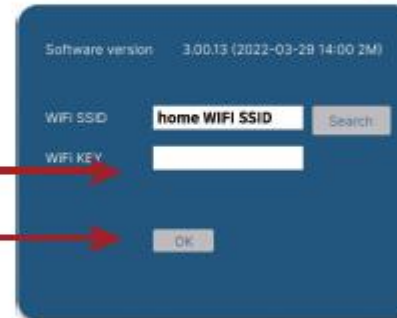 Software version 3.00.13 (2022-03-29 14:00 2M)
WIFI SSID home WIFI SSID Search
WIFI KEY
OK